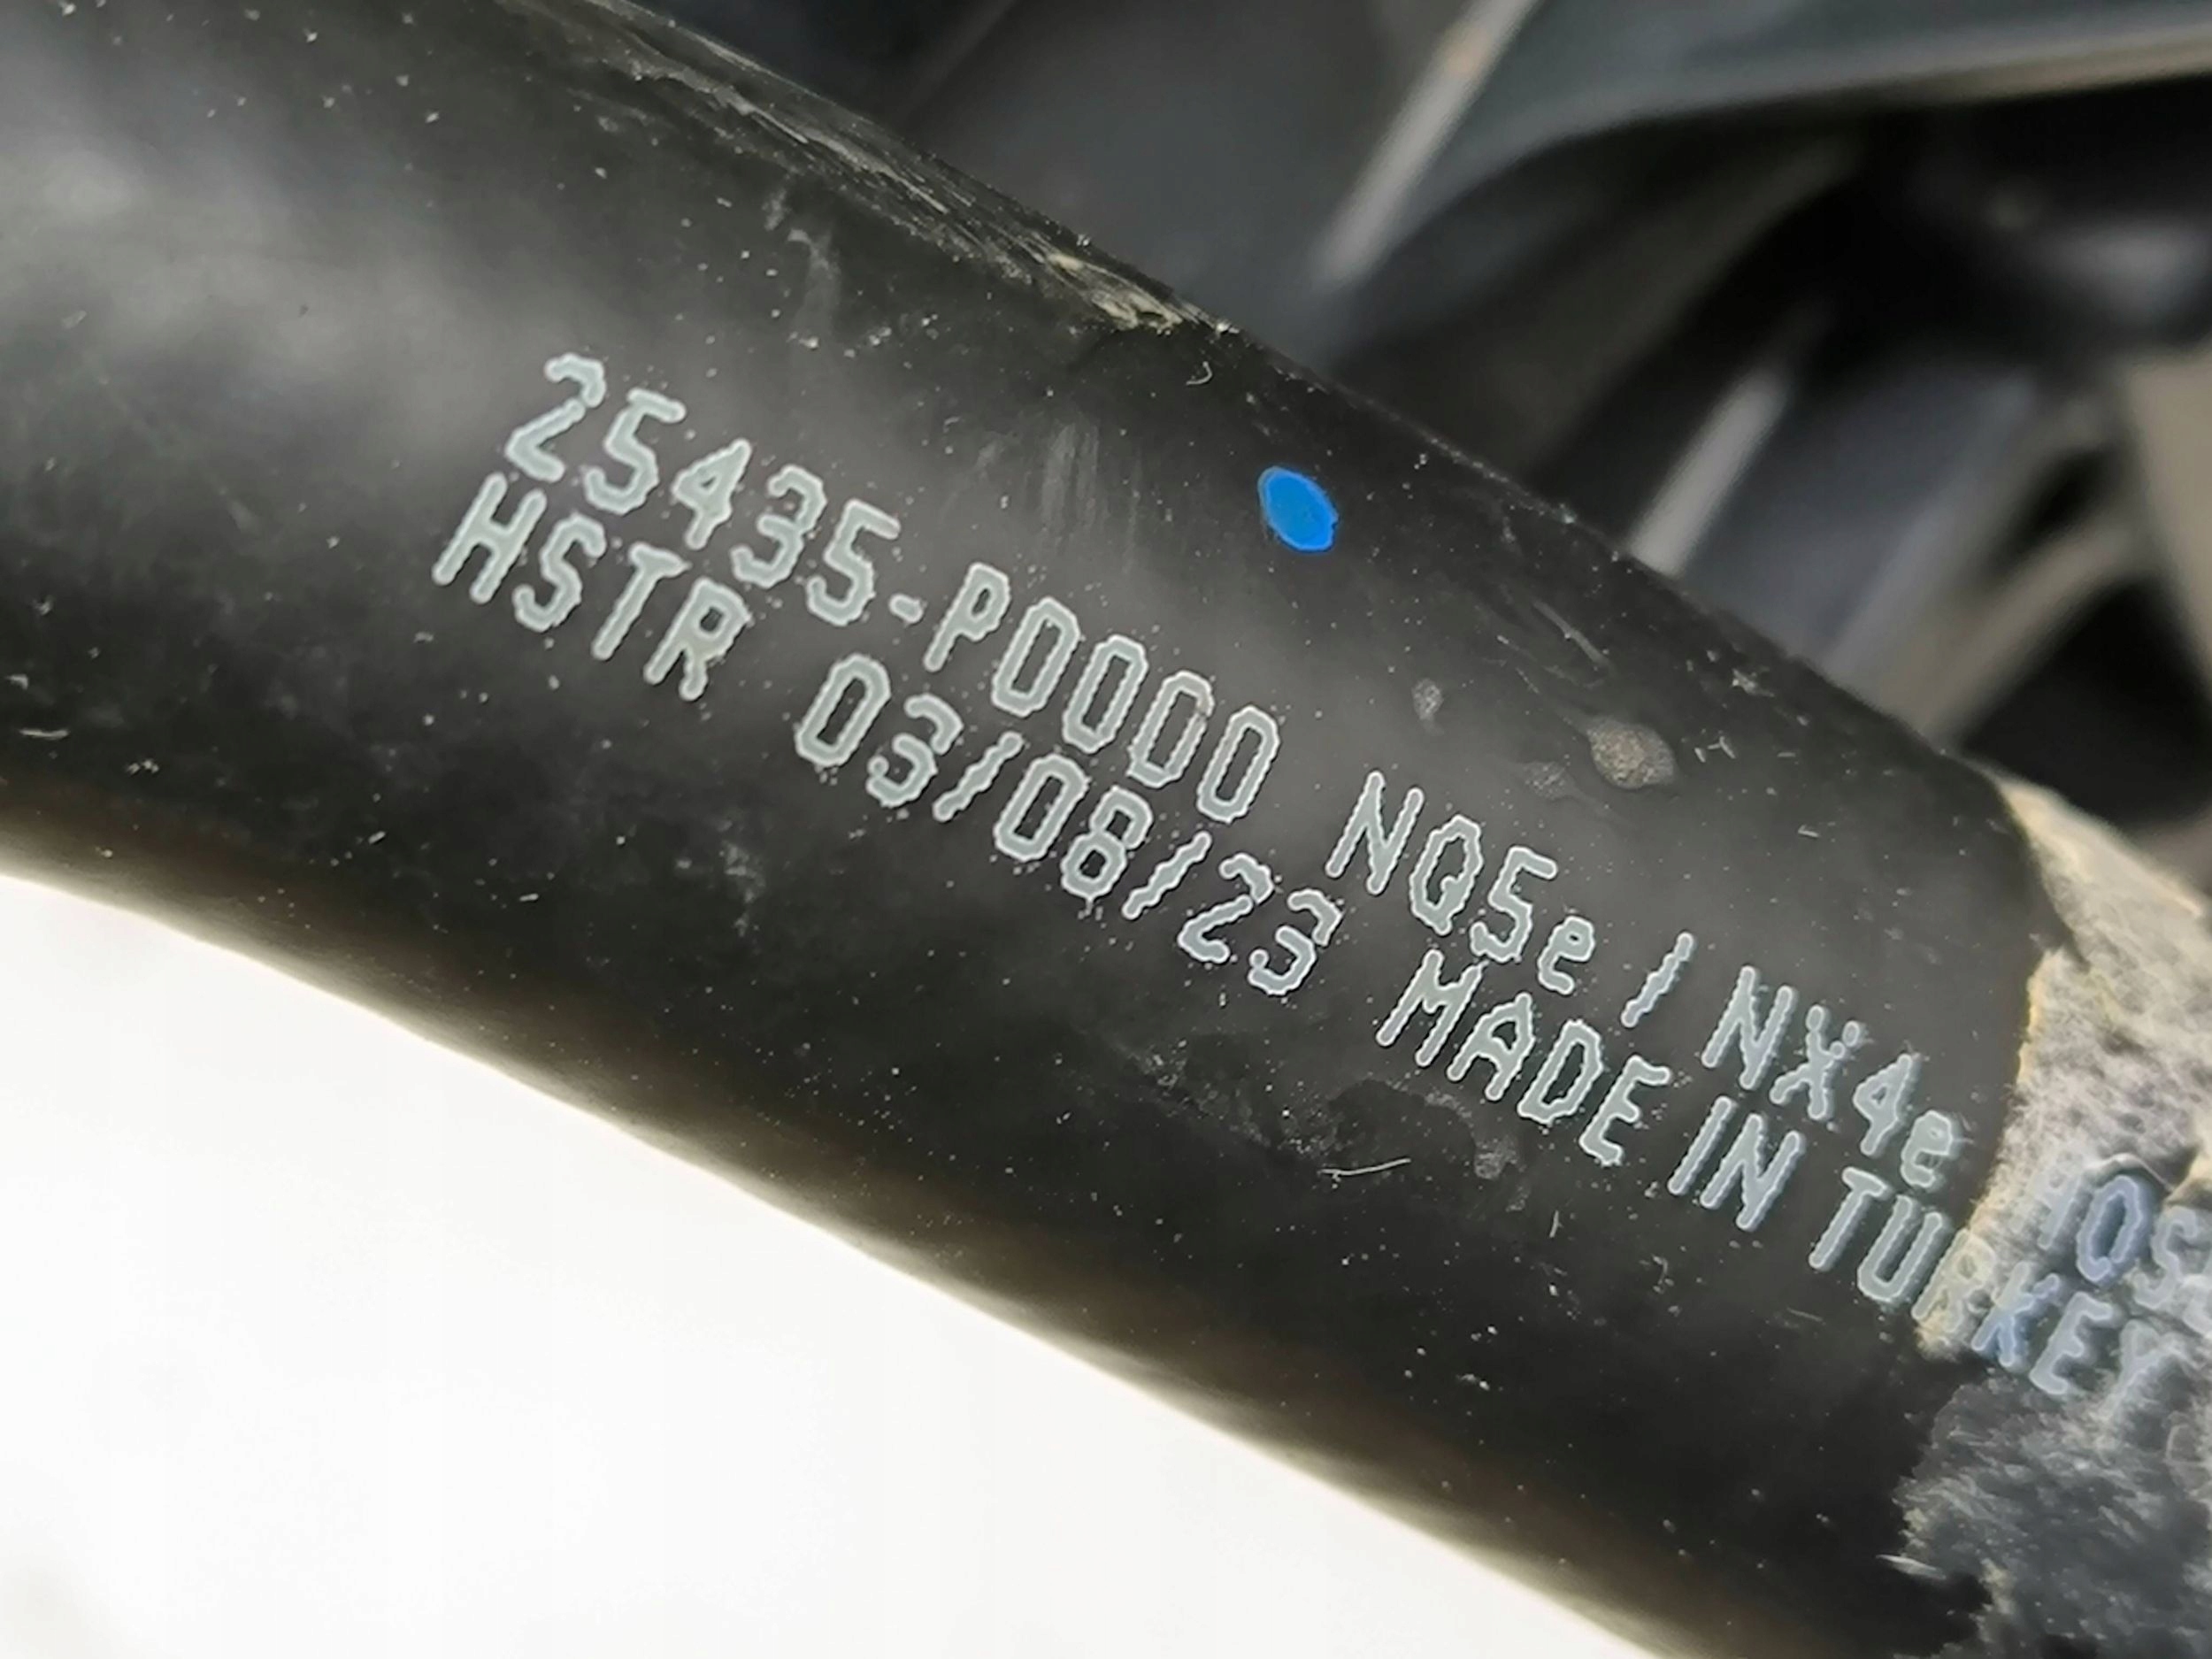 25435-P0000 NQ5e / NX4e
HSTR 03/08/23 MADE IN TURKEY